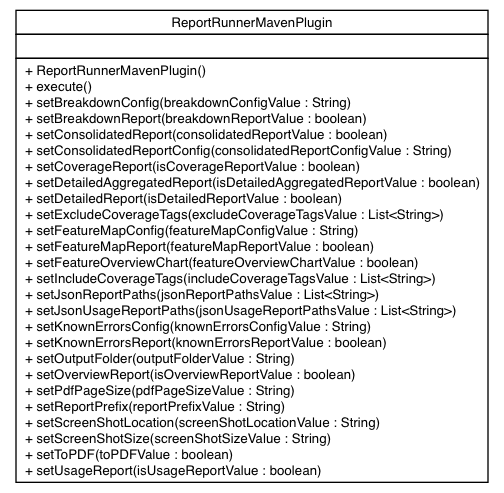 ReportRunnerMavenPlugin
+ ReportRunnerMavenPlugin()
+ execute()
+ setBreakdownConfig(breakdownConfigValue : String)
+ setBreakdownReport(breakdownReportValue : boolean)
+ setConsolidatedReport(consolidatedReportValue : boolean)
+ setConsolidatedReportConfig(consolidatedReportConfigValue : String)
+ setCoverageReport(isCoverageReportValue : boolean)
+ setDetailedAggregatedReport(isDetailedAggregatedReportValue : boolean)
+ setDetailedReport(isDetailedReportValue : boolean)
+ setExcludeCoverageTags(excludeCoverageTagsValue : List<String>)
+ setFeatureMapConfig(featureMapConfigValue : String)
+ setFeatureMapReport(featureMapReportValue : boolean)
+ setFeatureOverviewChart(featureOverviewChartValue : boolean)
+ setIncludeCoverageTags(includeCoverageTagsValue : List<String>)
+ setJsonReportPaths(jsonReportPathsValue : List<String>)
+ setJsonUsageReportPaths(jsonUsageReportPathsValue : List<String>)
+ setKnownErrorsConfig(knownErrorsConfigValue : String)
+ setKnownErrorsReport(knownErrorsReportValue : boolean)
+ setOutputFolder(outputFolderValue : String)
+ setOverviewReport(isOverviewReportValue : boolean)
+ setPdfPageSize(pdfPageSizeValue : String)
+ setReportPrefix(reportPrefixValue : String)
+ setScreenShotLocation(screenShotLocationValue : String)
+ setScreenShotSize(screenShotSizeValue : String)
+ setToPDF(toPDFValue : boolean)
+ setUsageReport(isUsageReportValue : boolean)